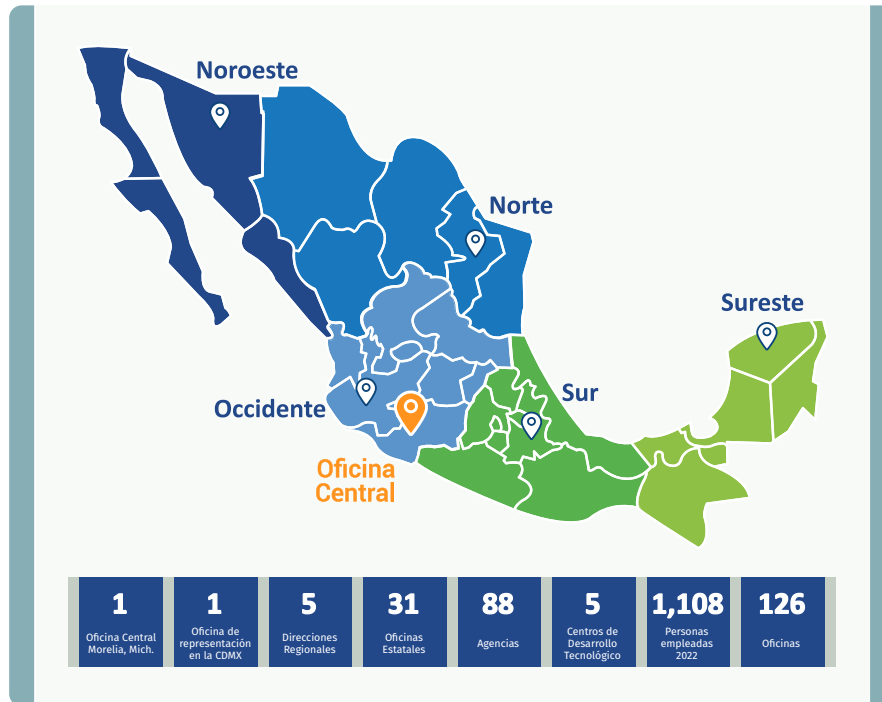 Noroeste
Norte
Sureste
Sur
Occidente
Oficina
Central
1
Oficina Central
Morelia, Mich.
1
Oficina de
representación
en la CDMX
5
Direcciones
Regionales
31
Oficinas
Estatales
88
Agencias
5
Centros de
Desarrollo
Tecnológico
1,108
Personas
empleadas
2022
126
Oficinas